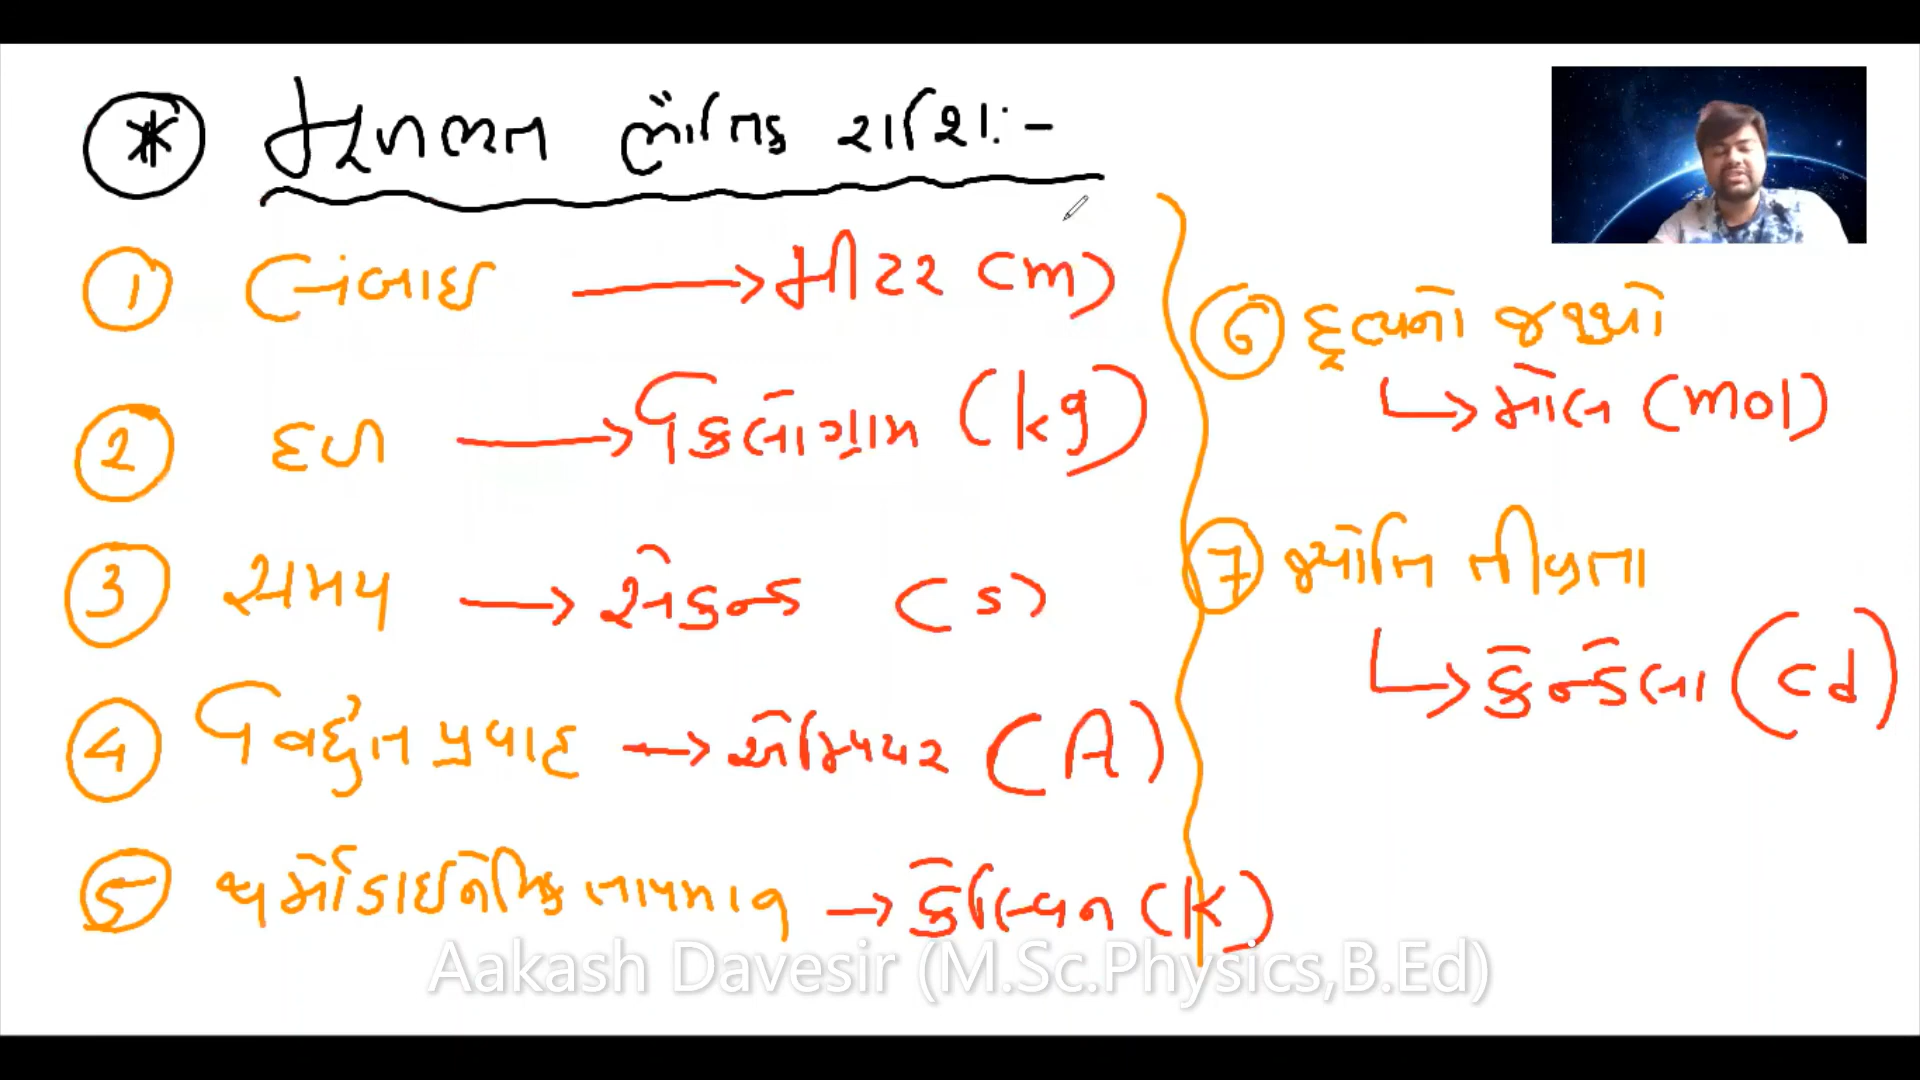 * મૂળભૂત ભૌતિક રાશિ :-
① લંબાઇ → મીટર (m)
② દળ → કિલોગ્રામ (kg)
③ સમય → સેકન્ડ (s)
④ વિદ્યુત પ્રવાહ → એમ્પિયર (A)
⑤ થર્મોડાઇનેમિક તાપમાન → કેલ્વિન (k)
⑥ દ્રવ્યનો જથ્થો
↳ મોલ (mol)
⑦ જ્યોતિ તીવ્રતા
↳ કેન્ડેલા (cd)
Aakash Davesir (M.Sc.Physics,B.Ed)